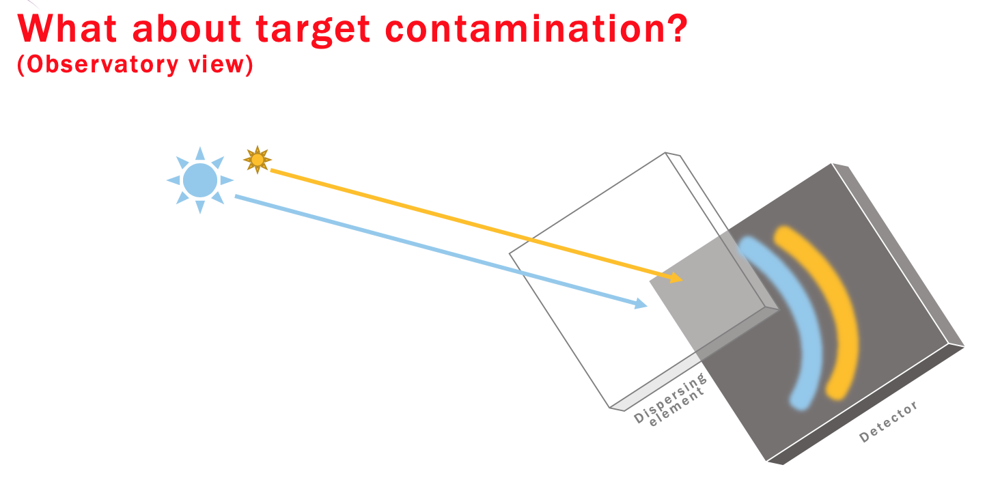 What about target contamination?
(Observatory view)
Dispersing
element
Detector